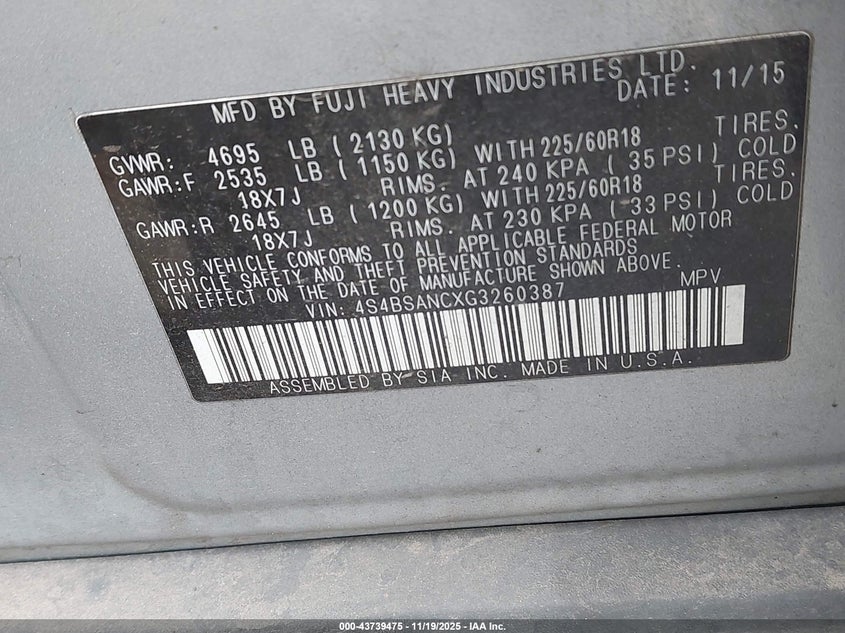 MFD BY FUJI HEAVY INDUSTRIES LTD.
DATE: 11/15
GVWR: 4695 LB (2130 KG)
GAWR:F 2535 LB (1150 KG) WITH 225/60R18 TIRES.
18X7J RIMS. AT 240 KPA (35 PSI) COLD
GAWR:R 2645 LB (1200 KG) WITH 225/60R18 TIRES.
18X7J RIMS. AT 230 KPA (33 PSI) COLD
THIS VEHICLE CONFORMS TO ALL APPLICABLE FEDERAL MOTOR
VEHICLE SAFETY AND THEFT PREVENTION STANDARDS
IN EFFECT ON THE DATE OF MANUFACTURE SHOWN ABOVE.
VIN: 4S4BSANCXG3260387 MPV
ASSEMBLED BY SIA INC. MADE IN U.S.A.
000-43739475 - 11/19/2025 - IAA Inc.